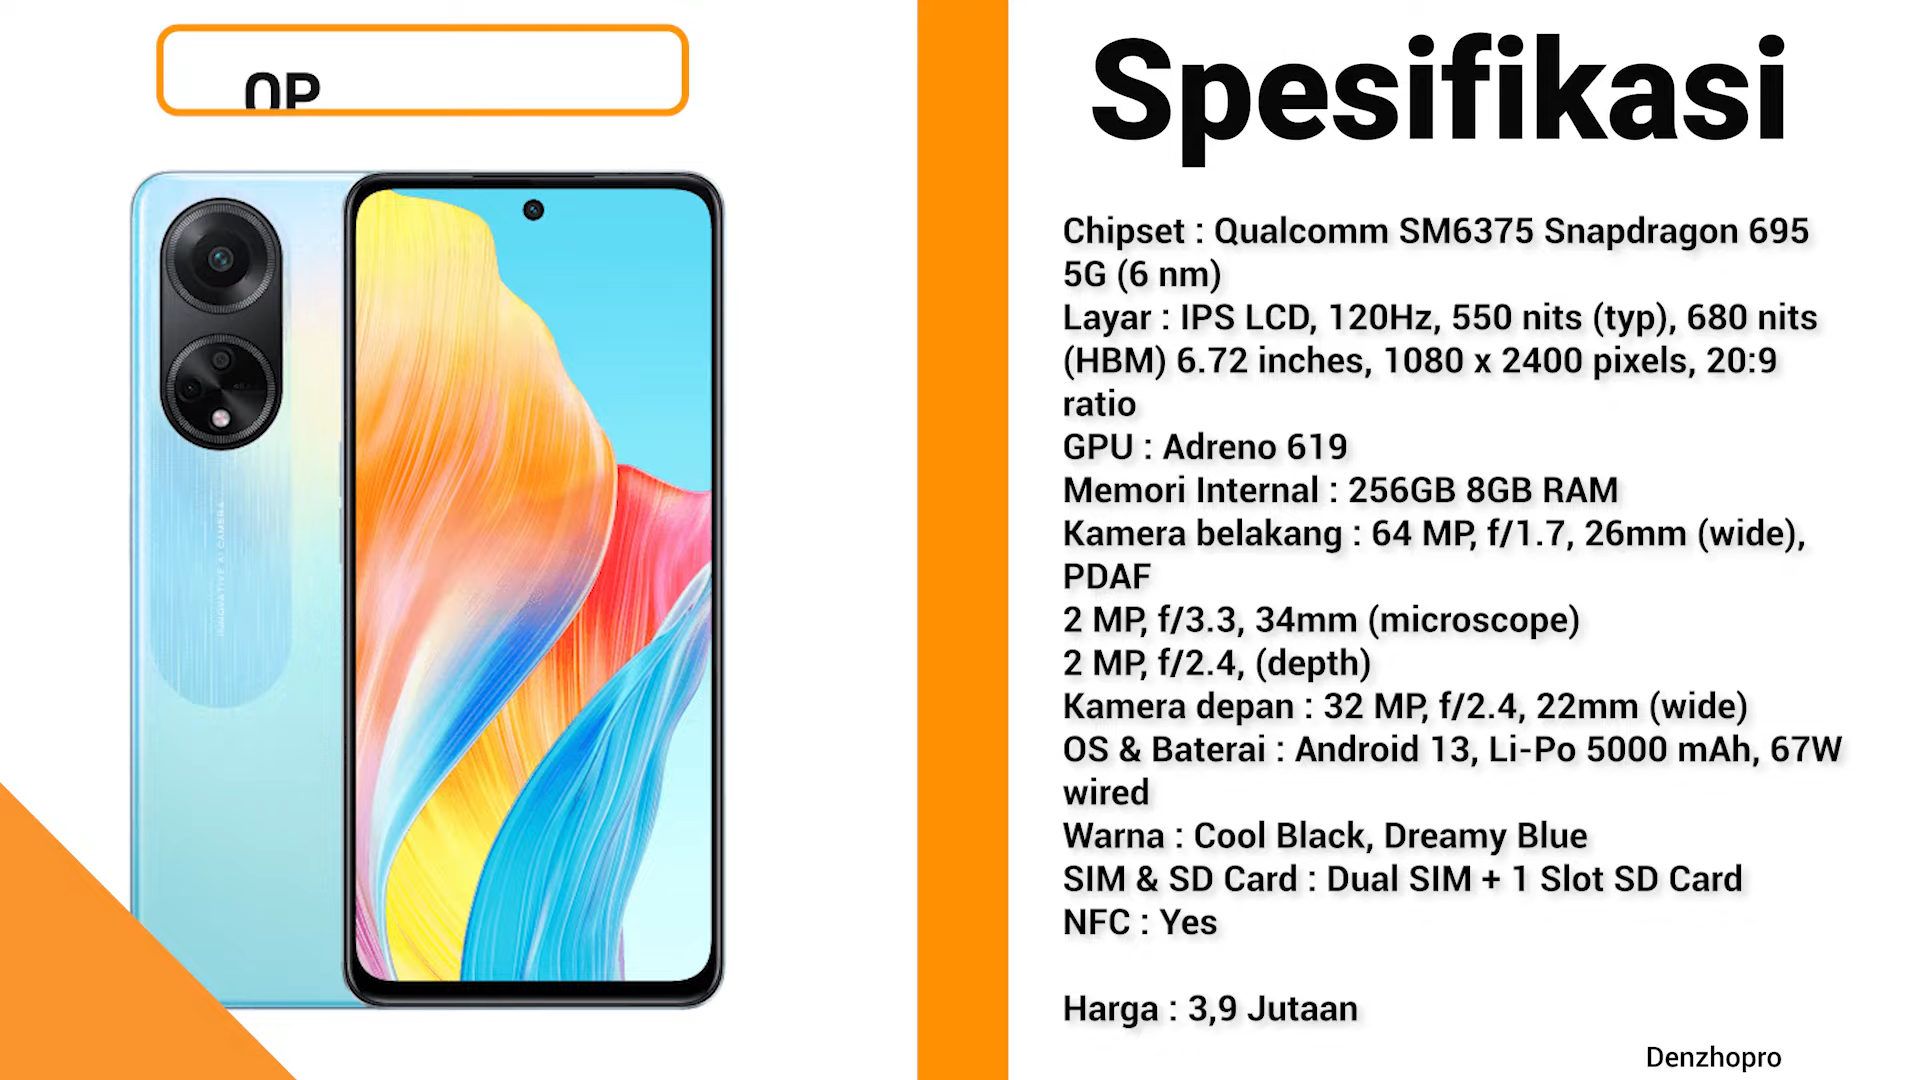 OP
Spesifikasi
Chipset : Qualcomm SM6375 Snapdragon 695
5G (6 nm)
Layar : IPS LCD, 120Hz, 550 nits (typ), 680 nits
(HBM) 6.72 inches, 1080 x 2400 pixels, 20:9
ratio
GPU : Adreno 619
Memori Internal : 256GB 8GB RAM
Kamera belakang : 64 MP, f/1.7, 26mm (wide),
PDAF
2 MP, f/3.3, 34mm (microscope)
2 MP, f/2.4, (depth)
Kamera depan : 32 MP, f/2.4, 22mm (wide)
OS & Baterai : Android 13, Li-Po 5000 mAh, 67W
wired
Warna : Cool Black, Dreamy Blue
SIM & SD Card : Dual SIM + 1 Slot SD Card
NFC : Yes
Harga : 3,9 Jutaan
Denzhopro
INNOVATIVE AI CAMERA